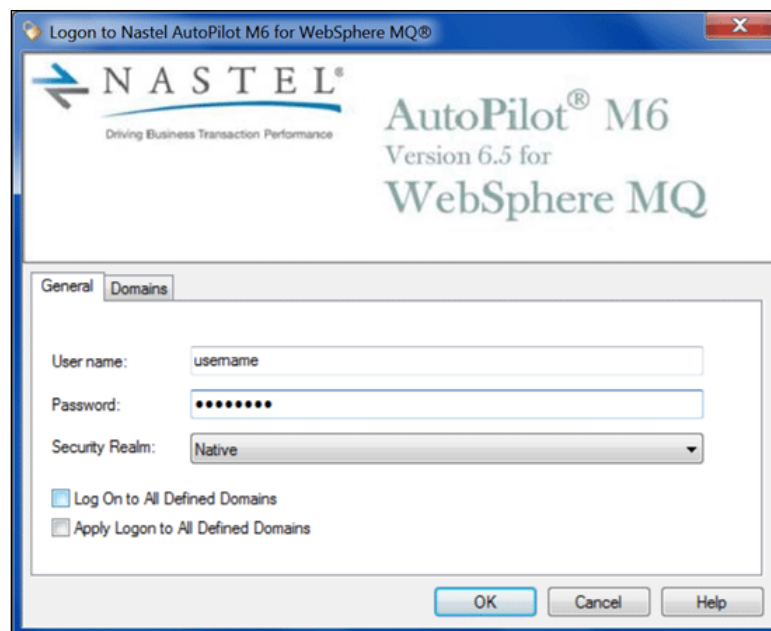 Logon to Nastel AutoPilot M6 for WebSphere MQ®
NASTEL®
Driving Business Transaction Performance
AutoPilot® M6
Version 6.5 for
WebSphere MQ
General Domains
User name: username
Password: ••••••••
Security Realm: Native
Log On to All Defined Domains
Apply Logon to All Defined Domains
OK Cancel Help